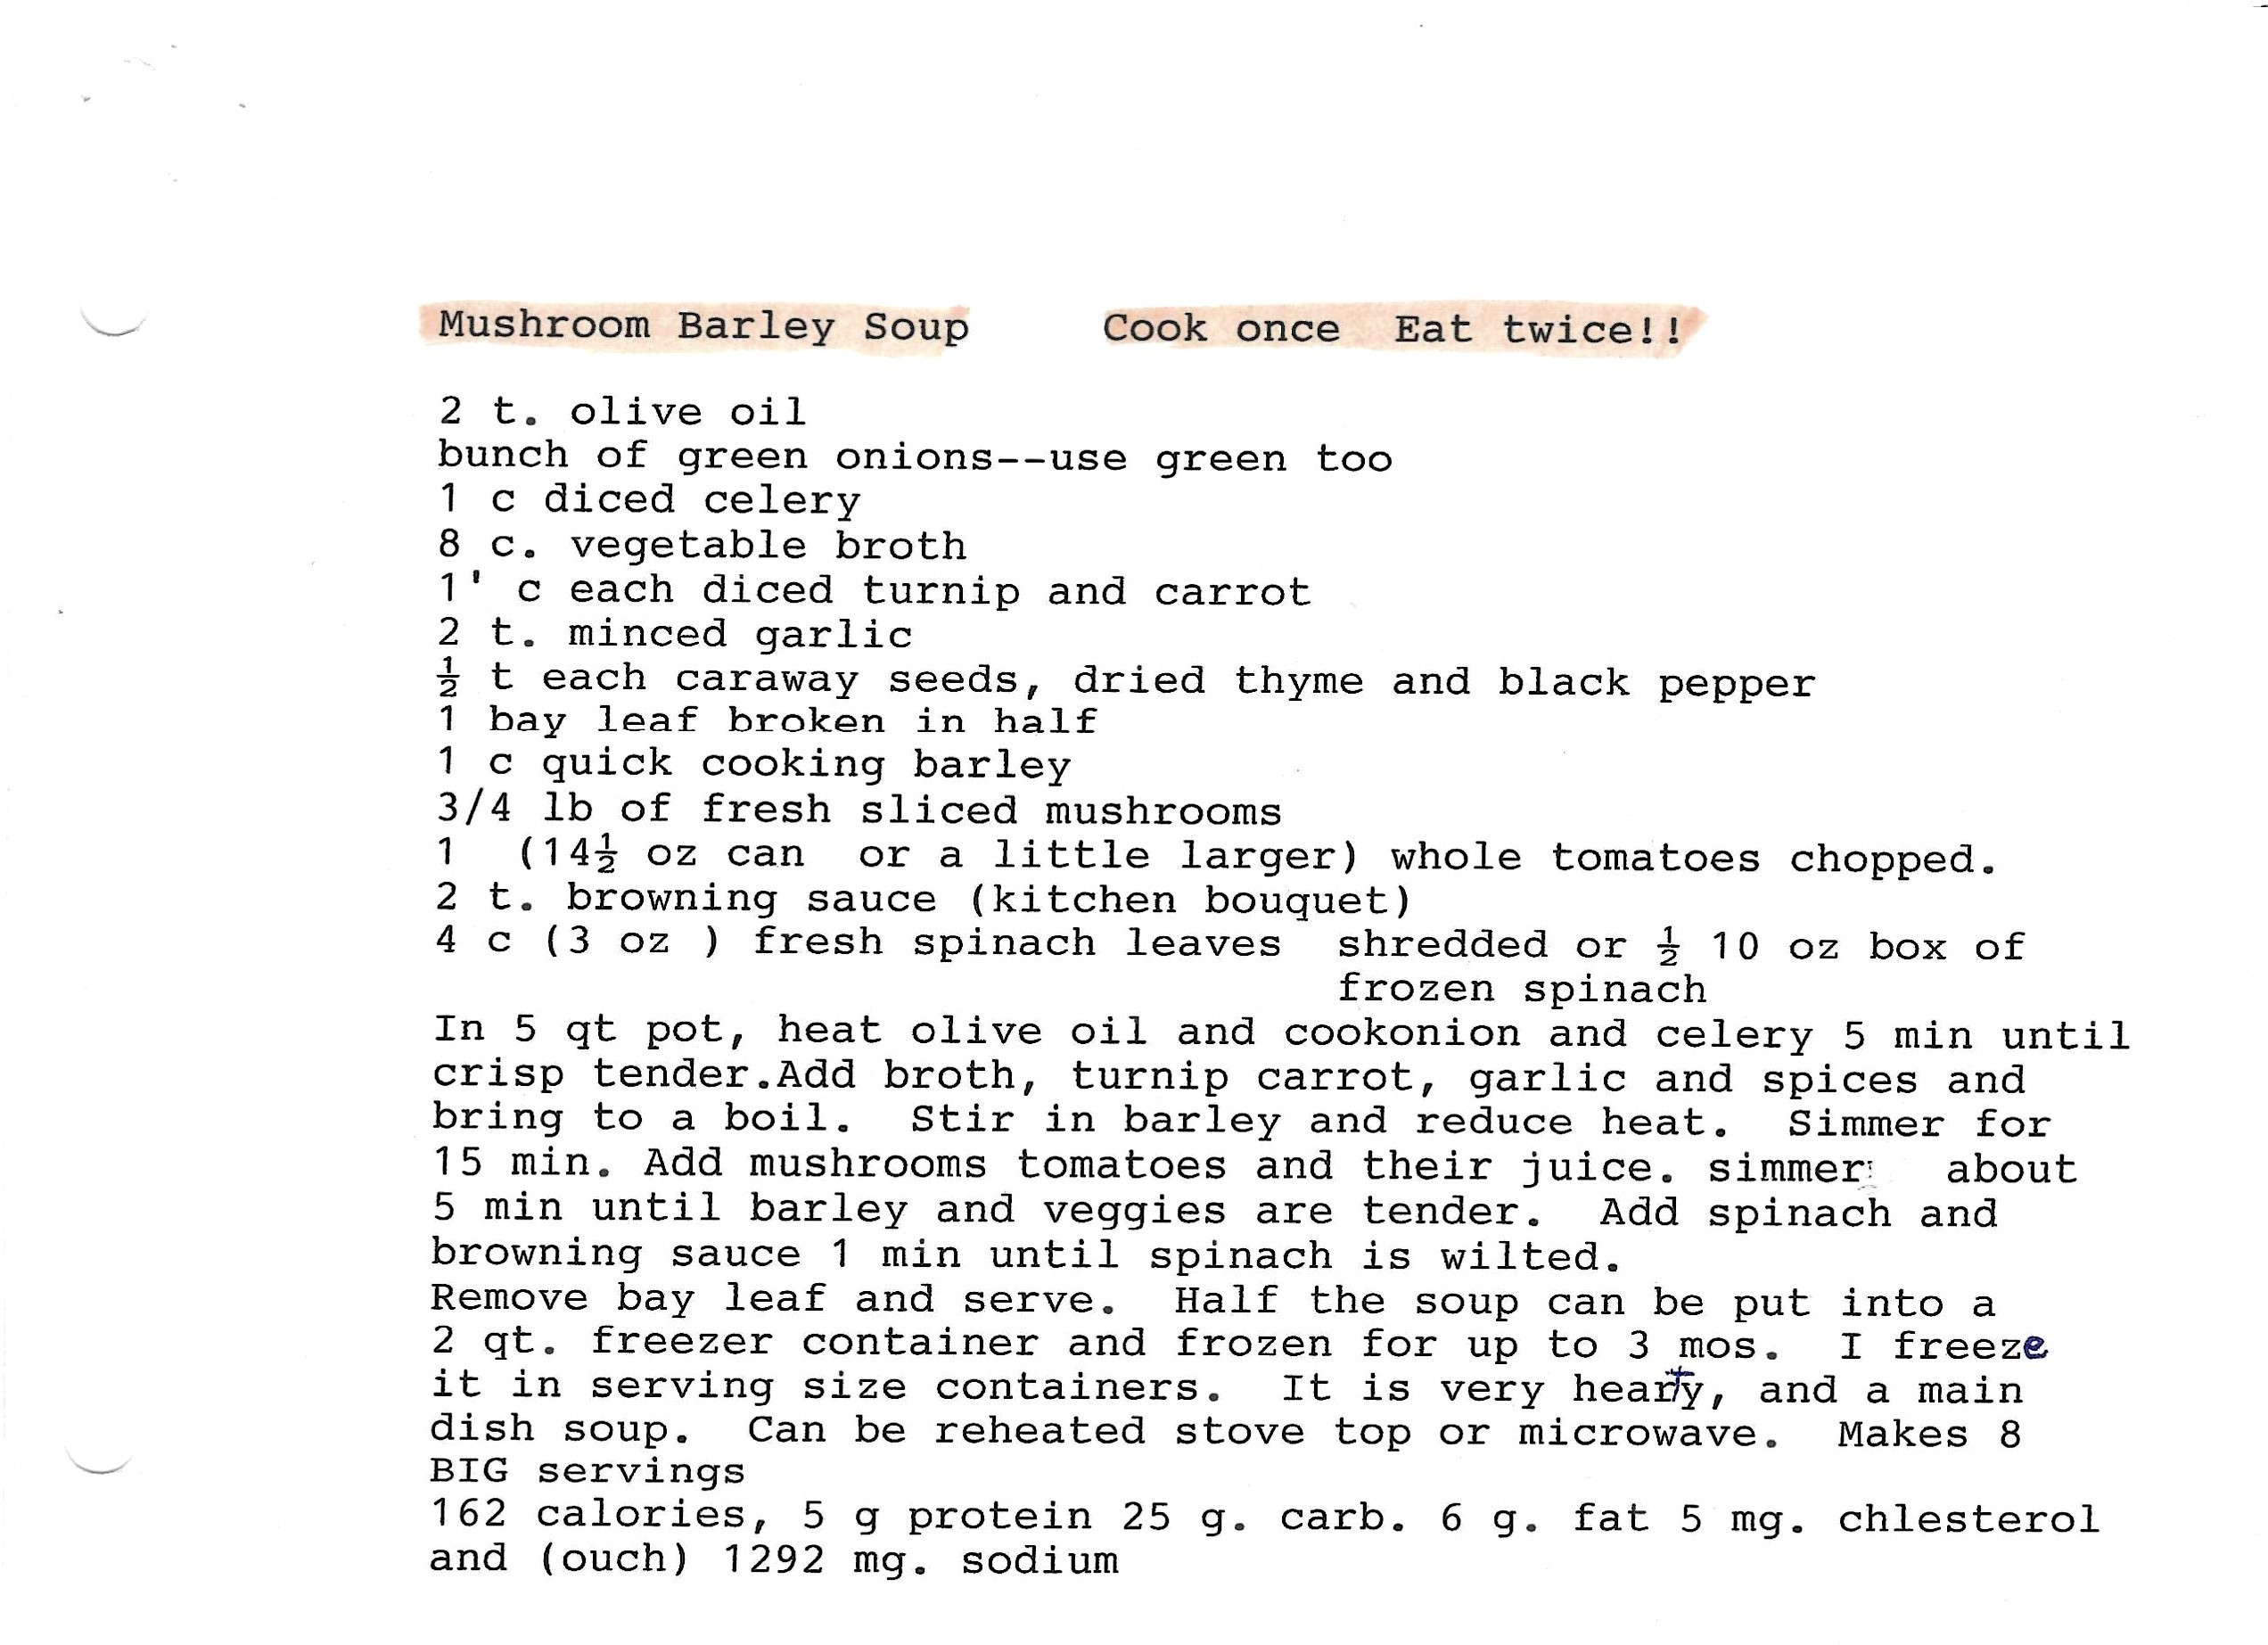 Mushroom Barley Soup     Cook once  Eat twice!!
2 t. olive oil
bunch of green onions--use green too
1 c diced celery
8 c. vegetable broth
1' c each diced turnip and carrot
2 t. minced garlic
½ t each caraway seeds, dried thyme and black pepper
1 bay leaf broken in half
1 c quick cooking barley
3/4 lb of fresh sliced mushrooms
1  (14½ oz can  or a little larger) whole tomatoes chopped.
2 t. browning sauce (kitchen bouquet)
4 c (3 oz ) fresh spinach leaves  shredded or ½ 10 oz box of
frozen spinach
In 5 qt pot, heat olive oil and cookonion and celery 5 min until
crisp tender.Add broth, turnip carrot, garlic and spices and
bring to a boil.  Stir in barley and reduce heat.  Simmer for
15 min. Add mushrooms tomatoes and their juice. simmer   about
5 min until barley and veggies are tender.  Add spinach and
browning sauce 1 min until spinach is wilted.
Remove bay leaf and serve.  Half the soup can be put into a
2 qt. freezer container and frozen for up to 3 mos.  I freeze
it in serving size containers.  It is very hearty, and a main
dish soup.  Can be reheated stove top or microwave.  Makes 8
BIG servings
162 calories, 5 g protein 25 g. carb. 6 g. fat 5 mg. chlesterol
and (ouch) 1292 mg. sodium